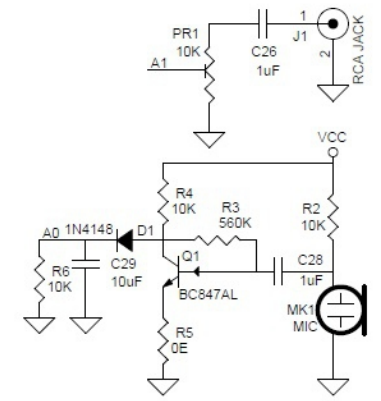 PR1
10K
A1
C26
1uF
1
J1
2
RCA JACK
VCC
R4
10K
R3
560K
R2
10K
A0
1N4148
D1
R6
10K
C29
10uF
Q1
BC847AL
C28
1uF
MK1
MIC
R5
0E